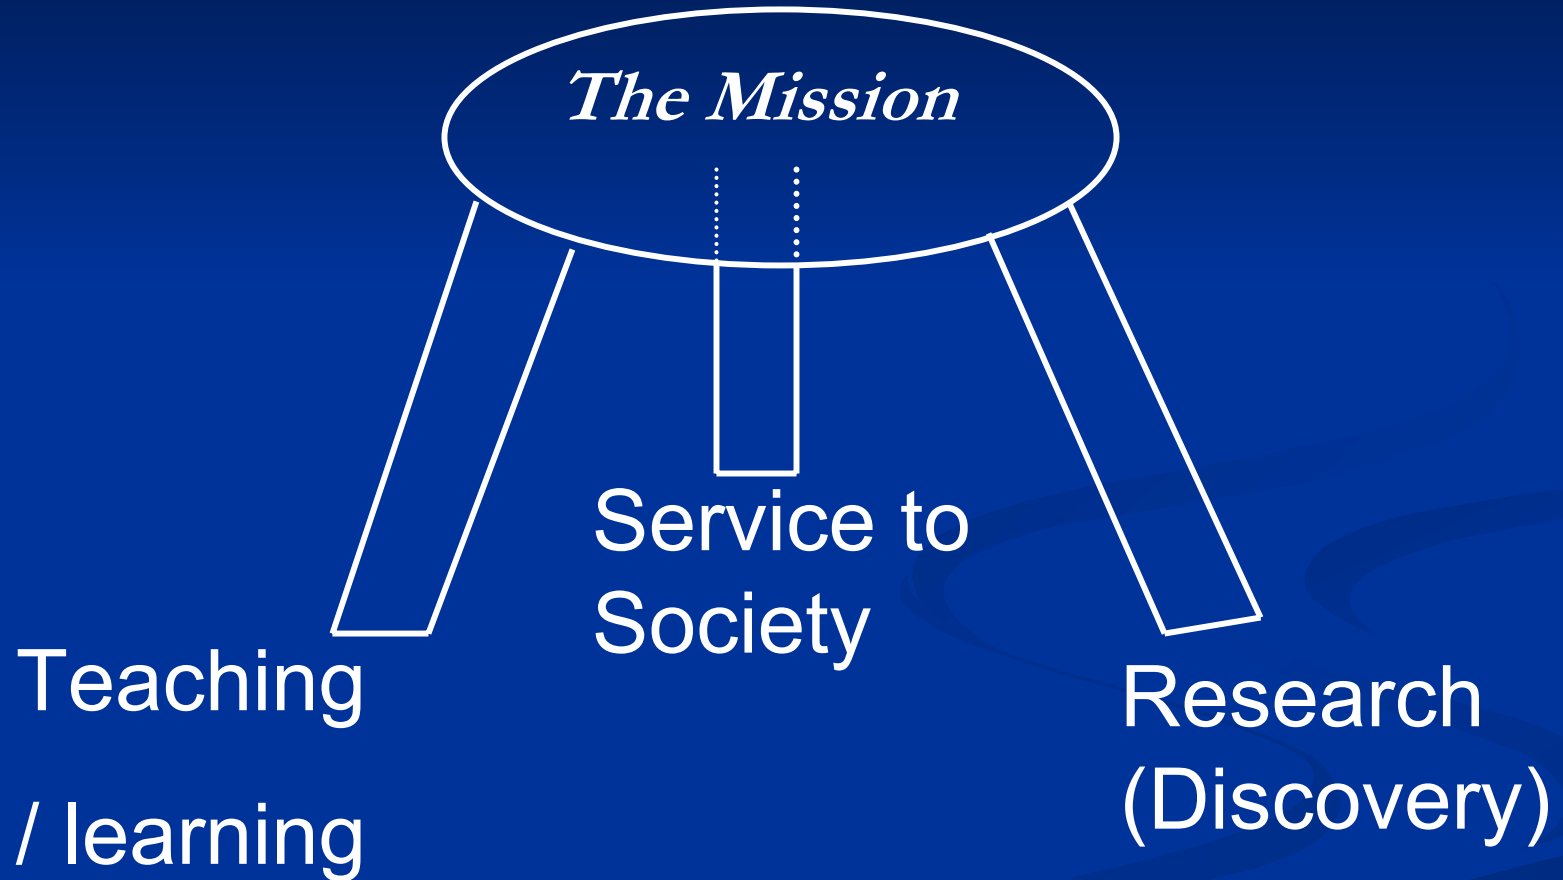 The Mission
Service to
Society
Teaching
/ learning
Research
(Discovery)